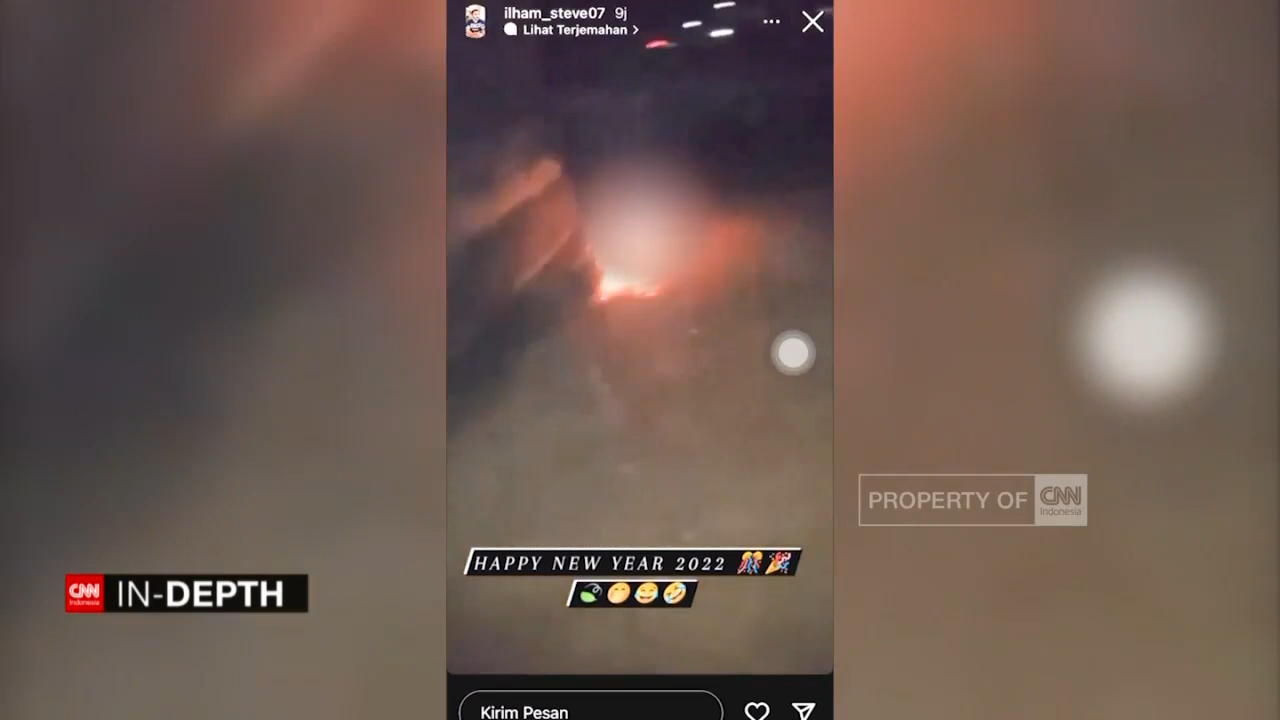 ilham_steve07 9j
Lihat Terjemahan >
PROPERTY OF CNN Indonesia
HAPPY NEW YEAR 2022 🎊🎉
🍃🤭😂🤣
CNN Indonesia IN-DEPTH
Kirim Pesan